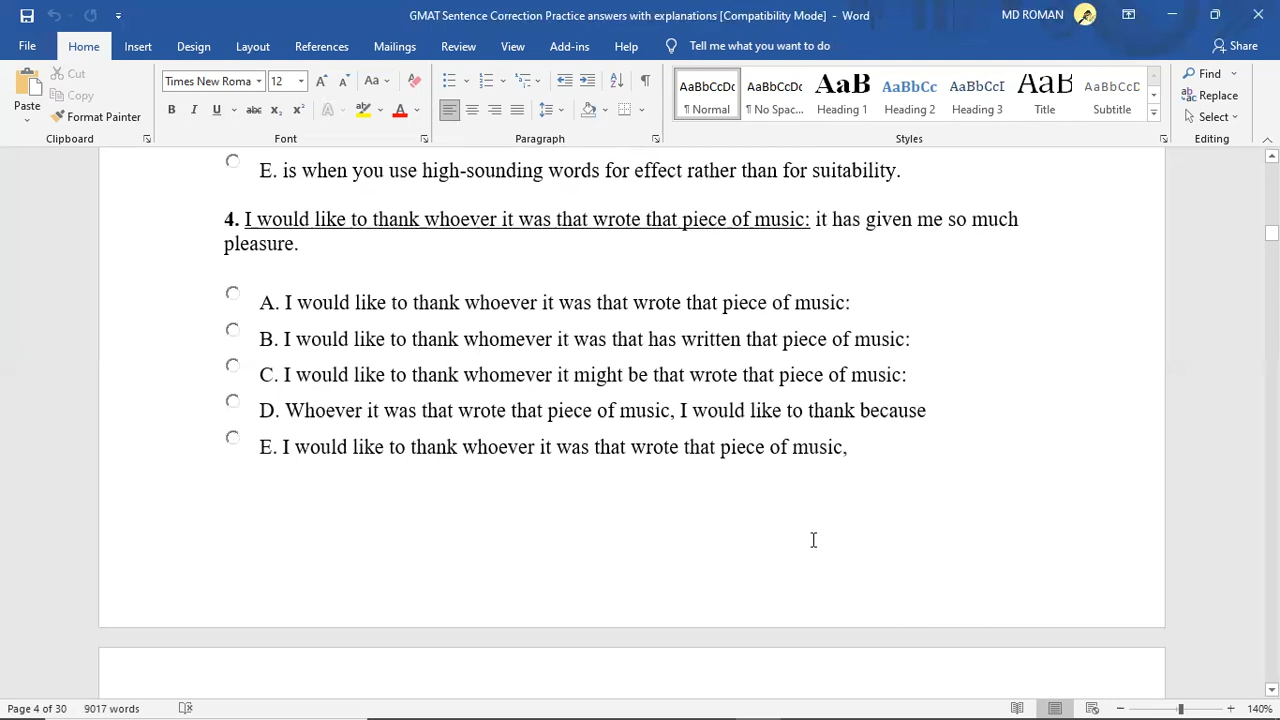 GMAT Sentence Correction Practice answers with explanations [Compatibility Mode] - Word
MD ROMAN
File Home Insert Design Layout References Mailings Review View Add-ins Help Tell me what you want to do Share
Paste
Cut
Copy
Format Painter
Clipboard
Times New Roma 12
Font
Paragraph
AaBbCcDc AaBbCcDc AaB AaBbCc AaBbCcI AaB AaBbCcD
¶ Normal ¶ No Spac... Heading 1 Heading 2 Heading 3 Title Subtitle
Styles
Find
Replace
Select
Editing
E. is when you use high-sounding words for effect rather than for suitability.
4. I would like to thank whoever it was that wrote that piece of music: it has given me so much
pleasure.
A. I would like to thank whoever it was that wrote that piece of music:
B. I would like to thank whomever it was that has written that piece of music:
C. I would like to thank whomever it might be that wrote that piece of music:
D. Whoever it was that wrote that piece of music, I would like to thank because
E. I would like to thank whoever it was that wrote that piece of music,
Page 4 of 30 9017 words 140%